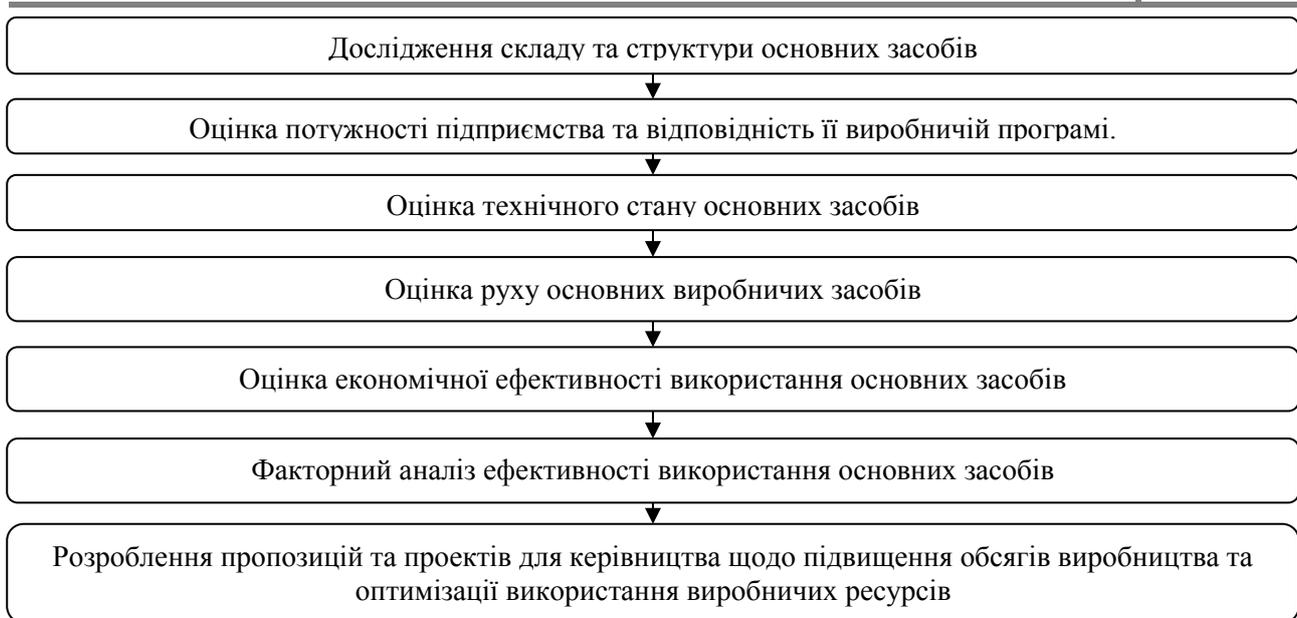 Дослідження складу та структури основних засобів
Оцінка потужності підприємства та відповідність її виробничій програмі.
Оцінка технічного стану основних засобів
Оцінка руху основних виробничих засобів
Оцінка економічної ефективності використання основних засобів
Факторний аналіз ефективності використання основних засобів
Розроблення пропозицій та проектів для керівництва щодо підвищення обсягів виробництва та
оптимізації використання виробничих ресурсів